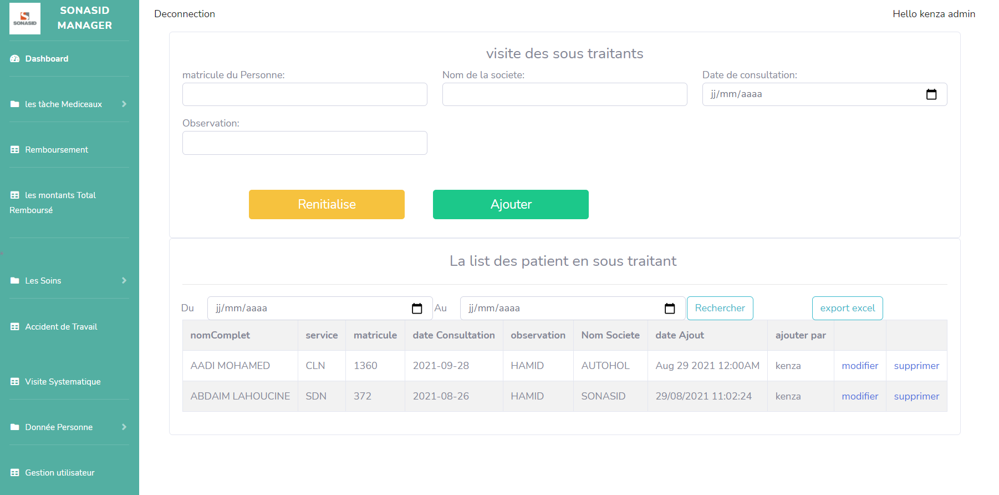 SONASID
SONASID
MANAGER
Dashboard
les tàche Mediceaux
Remboursement
les montants Total
Remboursé
Les Soins
Accident de Travail
Visite Systematique
Donnée Personne
Gestion utilisateur
Deconnection
Hello kenza admin
visite des sous traitants
matricule du Personne:
Nom de la societe:
Date de consultation:
jj/mm/aaaa
Observation:
Renitialise
Ajouter
La list des patient en sous traitant
Du jj/mm/aaaa Au jj/mm/aaaa Rechercher export excel
nomComplet service matricule date Consultation observation Nom Societe date Ajout ajouter par
AADI MOHAMED CLN 1360 2021-09-28 HAMID AUTOHOL Aug 29 2021 12:00AM kenza modifier supprimer
ABDAIM LAHOUCINE SDN 372 2021-08-26 HAMID SONASID 29/08/2021 11:02:24 kenza modifier supprimer